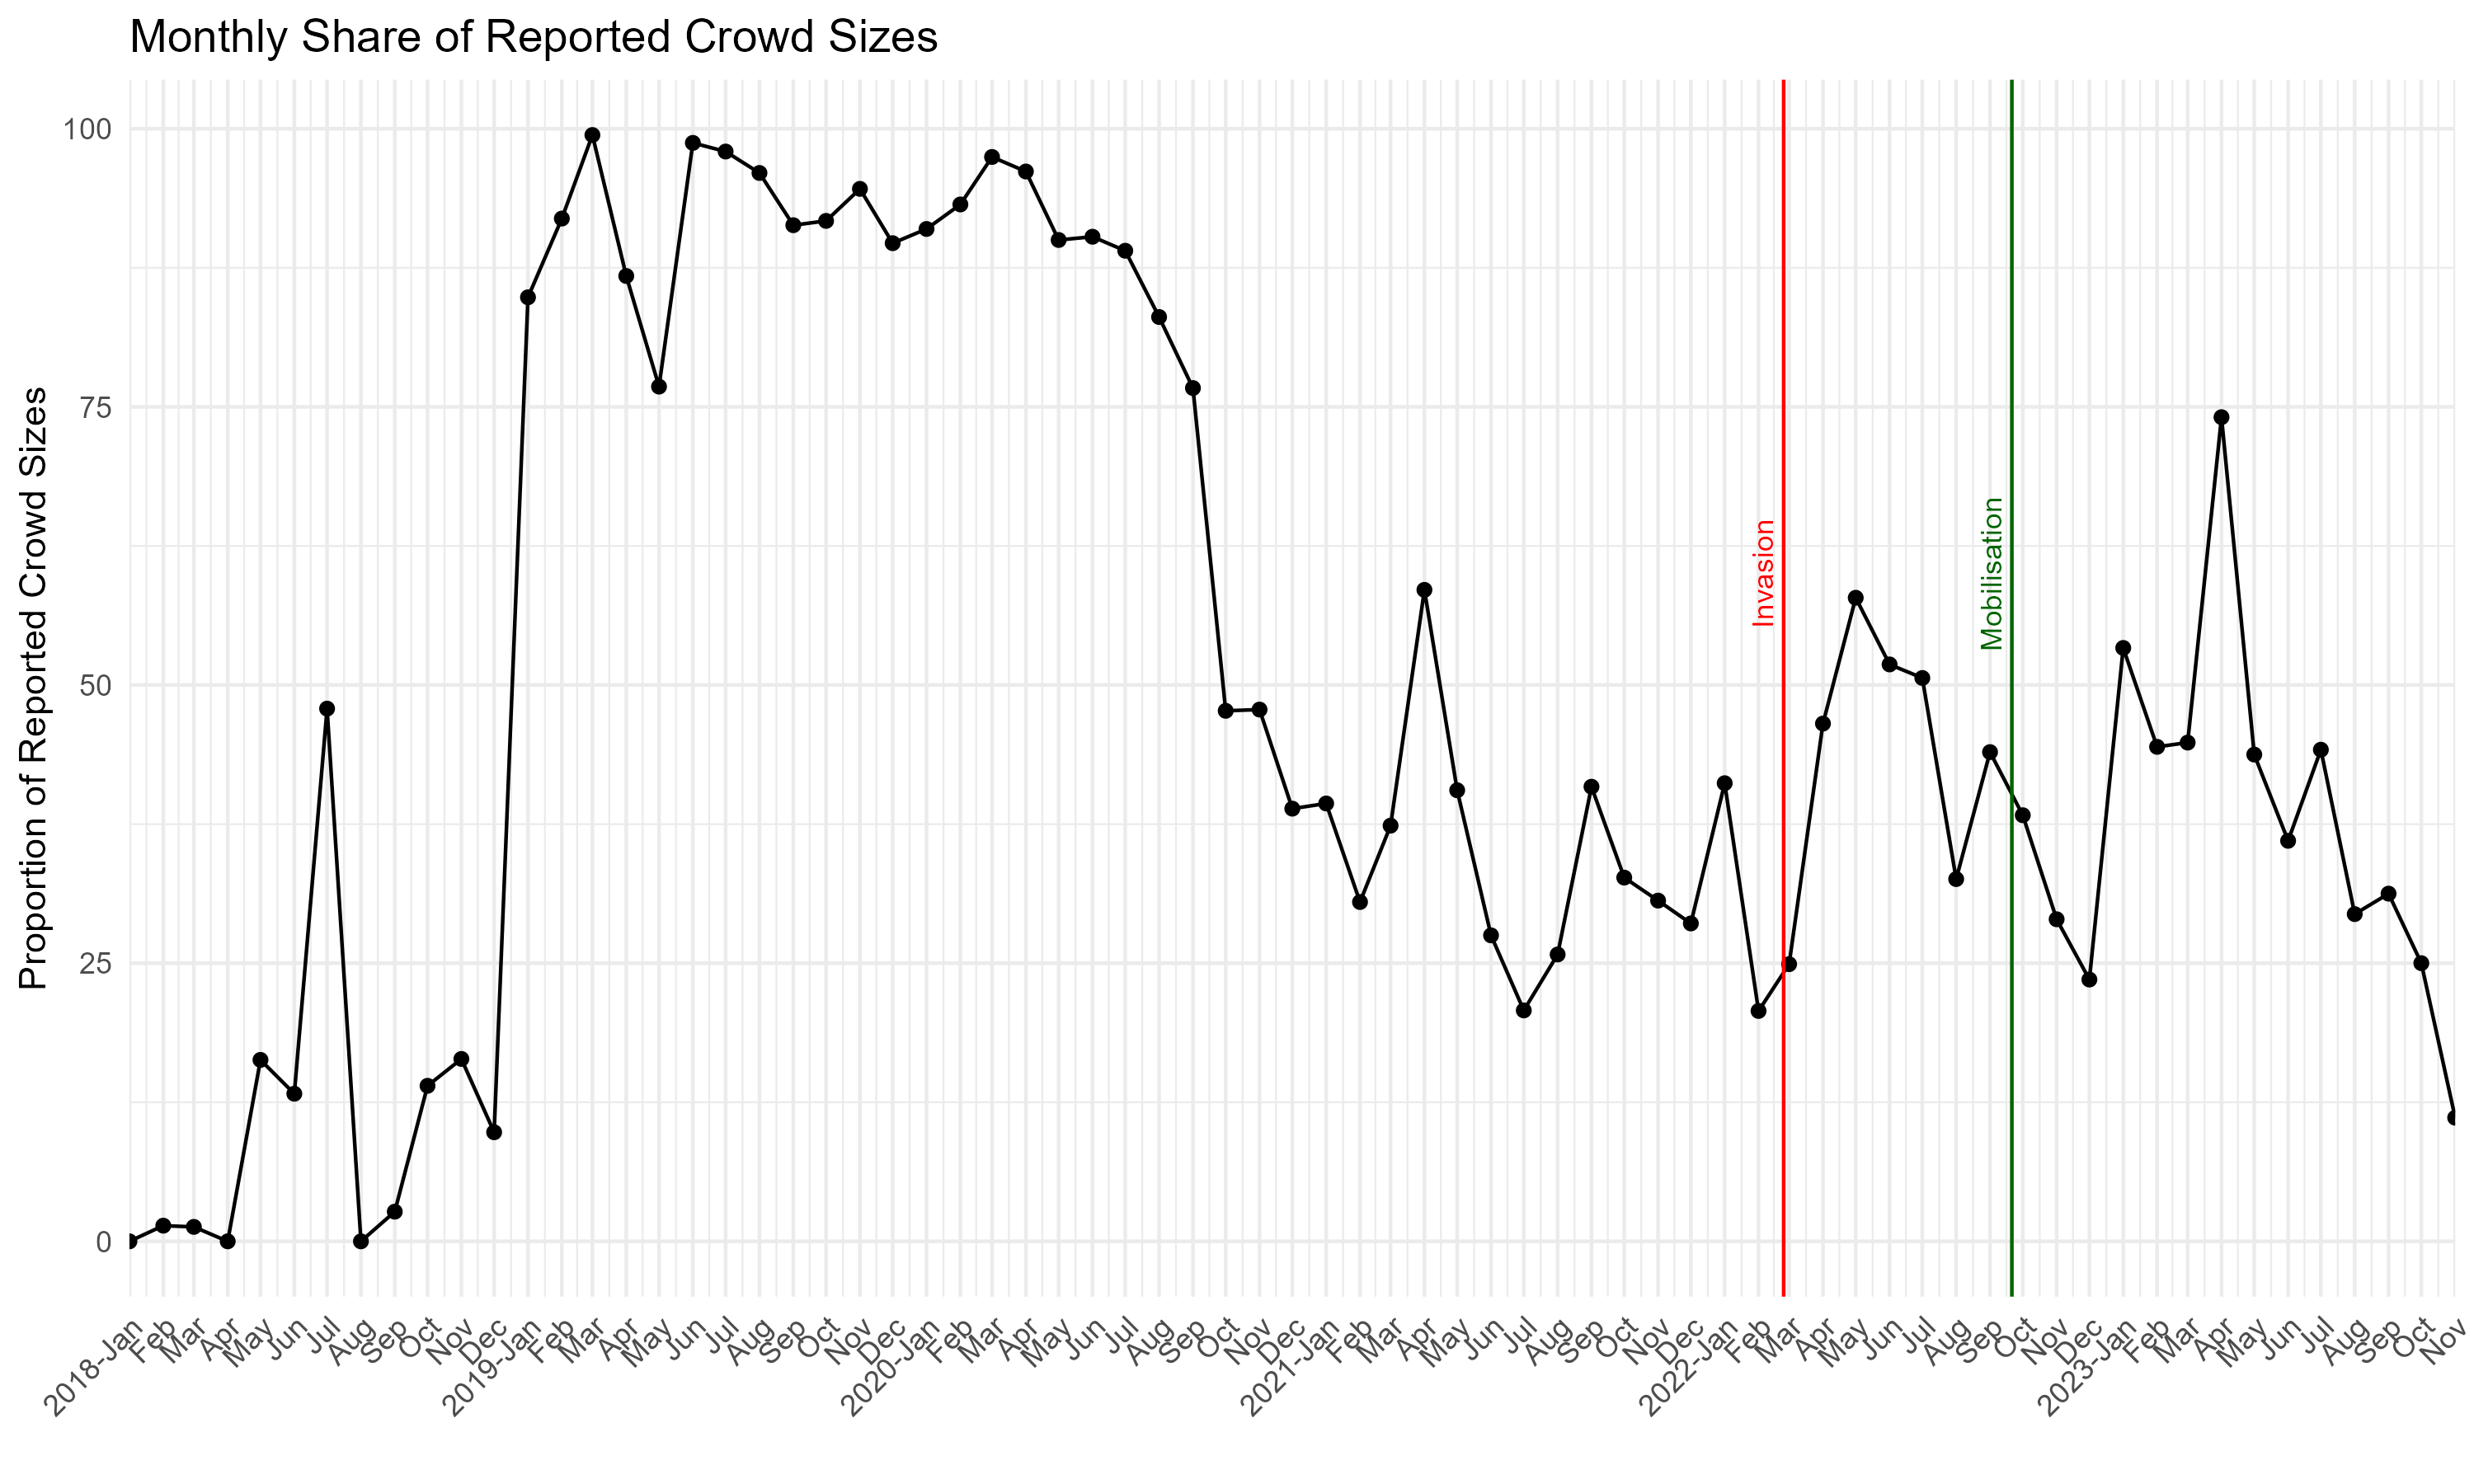 Monthly Share of Reported Crowd Sizes
Proportion of Reported Crowd Sizes
100
75
50
25
0
Invasion
Mobilisation
2018-Jan
Feb
Mar
Apr
May
Jun
Jul
Aug
Sep
Oct
Nov
Dec
2019-Jan
Feb
Mar
Apr
May
Jun
Jul
Aug
Sep
Oct
Nov
Dec
2020-Jan
Feb
Mar
Apr
May
Jun
Jul
Aug
Sep
Oct
Nov
Dec
2021-Jan
Feb
Mar
Apr
May
Jun
Jul
Aug
Sep
Oct
Nov
Dec
2022-Jan
Feb
Mar
Apr
May
Jun
Jul
Aug
Sep
Oct
Nov
Dec
2023-Jan
Feb
Mar
Apr
May
Jun
Jul
Aug
Sep
Oct
Nov